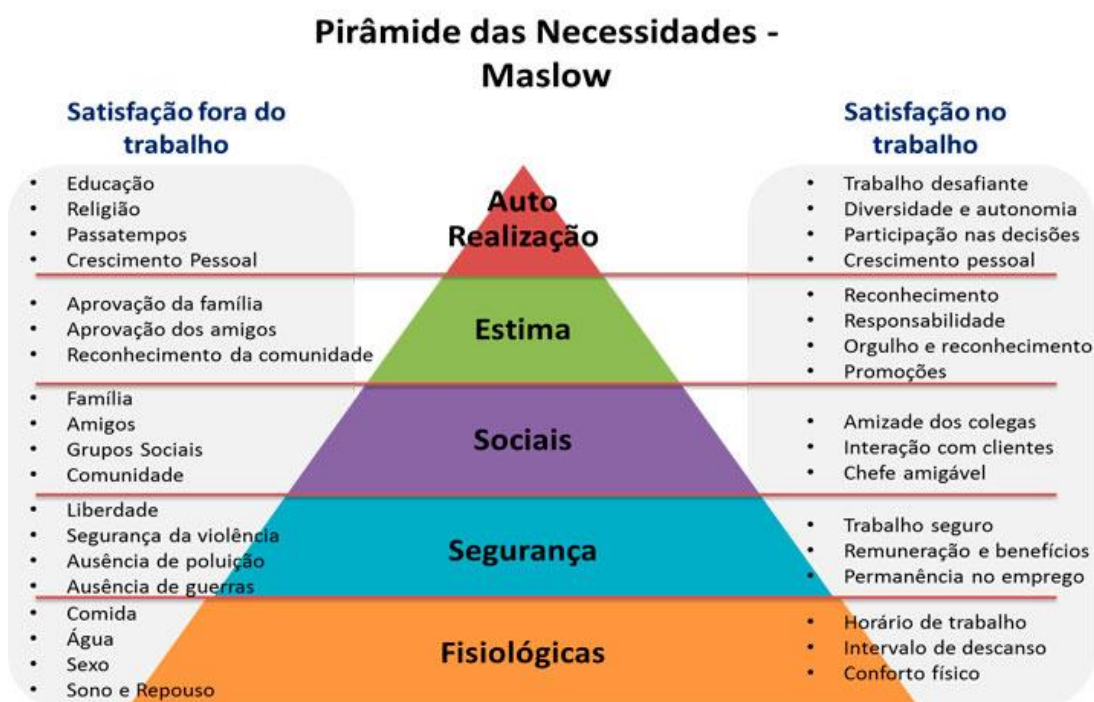 Pirâmide das Necessidades -
Maslow
Satisfação fora do
trabalho
• Educação
• Religião
• Passatempos
• Crescimento Pessoal
• Aprovação da família
• Aprovação dos amigos
• Reconhecimento da comunidade
• Família
• Amigos
• Grupos Sociais
• Comunidade
• Liberdade
• Segurança da violência
• Ausência de poluição
• Ausência de guerras
• Comida
• Água
• Sexo
• Sono e Repouso
Auto
Realização
Estima
Sociais
Segurança
Fisiológicas
Satisfação no
trabalho
• Trabalho desafiante
• Diversidade e autonomia
• Participação nas decisões
• Crescimento pessoal
• Reconhecimento
• Responsabilidade
• Orgulho e reconhecimento
• Promoções
• Amizade dos colegas
• Interação com clientes
• Chefe amigável
• Trabalho seguro
• Remuneração e benefícios
• Permanência no emprego
• Horário de trabalho
• Intervalo de descanso
• Conforto físico